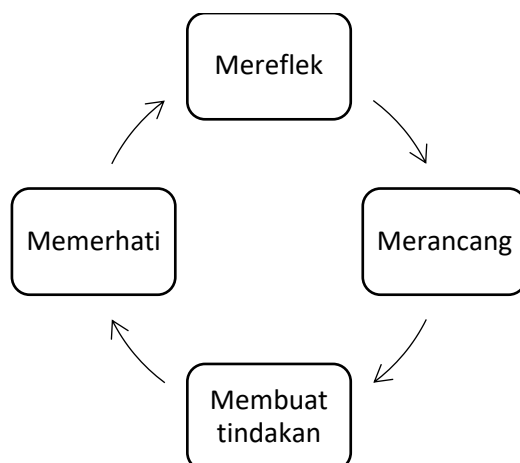 Mereflek
Memerhati
Merancang
Membuat
tindakan